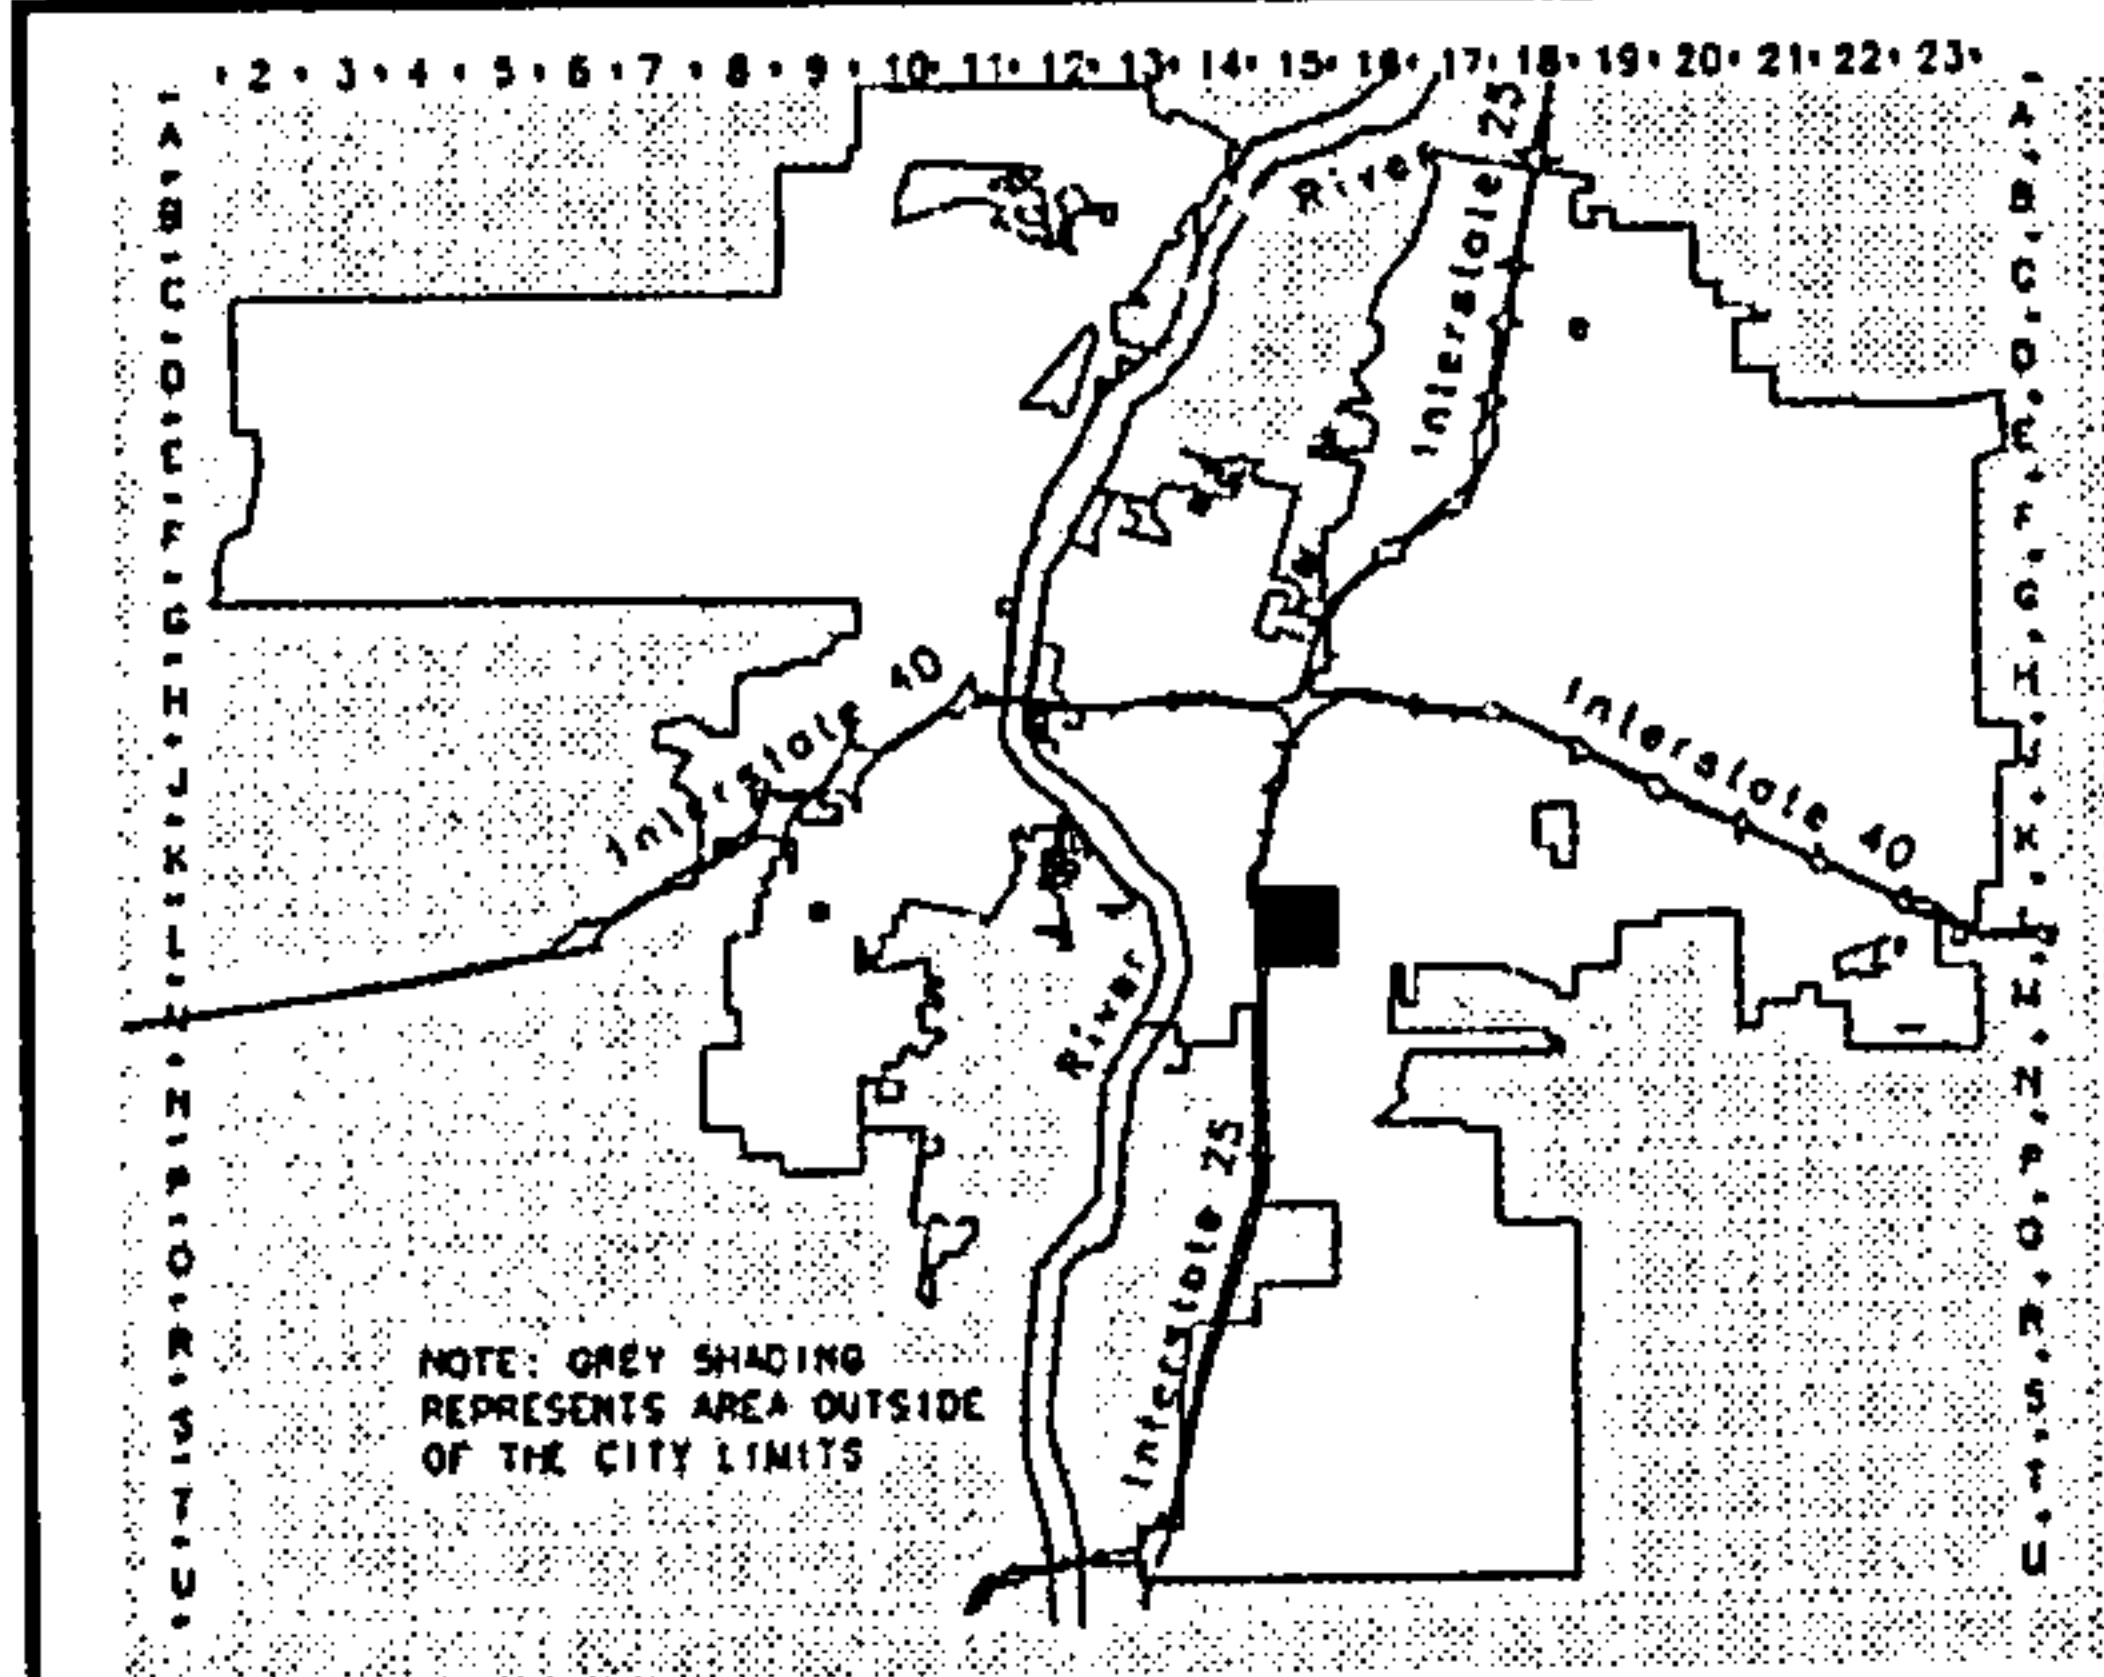 2 3 4 5 6 7 8 9 10 11 12 13 14 15 16 17 18 19 20 21 22 23
A
B
C
D
E
F
G
H
J
K
L
M
N
P
Q
R
S
T
U
River
Interstate 25
Interstate 40
Interstate 40
River
Interstate 25
NOTE: GREY SHADING
REPRESENTS AREA OUTSIDE
OF THE CITY LIMITS
A
B
C
D
E
F
G
H
J
K
L
M
N
P
Q
R
S
T
U